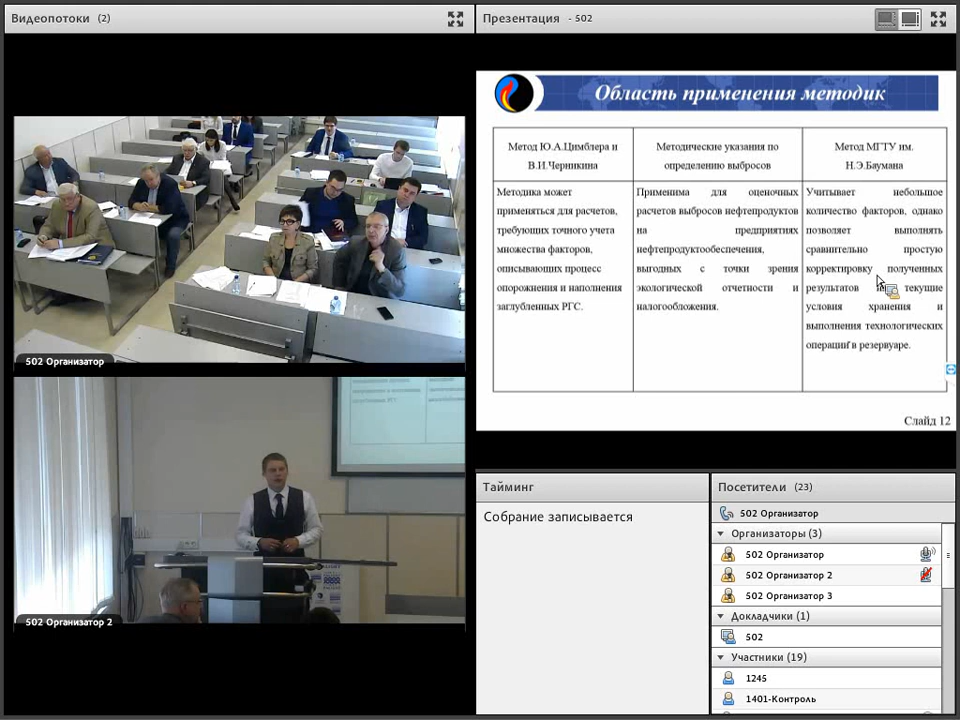 Видеопотоки (2)
502 Организатор
502 Организатор 2
Презентация - 502
Область применения методик
Метод Ю.А.Цимблера и
В.И.Черникина
Методические указания по
определению выбросов
Метод МГТУ им.
Н.Э.Баумана
Методика может
применяться для расчетов,
требующих точного учета
множества факторов,
описывающих процесс
опорожнения и наполнения
заглубленных РГС.
Применима для оценочных
расчетов выбросов нефтепродуктов
на предприятиях
нефтепродуктообеспечения,
выгодных с точки зрения
экологической отчетности и
налогообложения.
Учитывает небольшое
количество факторов, однако
позволяет выполнять
сравнительно простую
корректировку полученных
результатов текущие
условия хранения и
выполнения технологических
операций в резервуаре.
Слайд 12
Тайминг
Собрание записывается
Посетители (23)
502 Организатор
Организаторы (3)
502 Организатор
502 Организатор 2
502 Организатор 3
Докладчики (1)
502
Участники (19)
1245
1401-Контроль